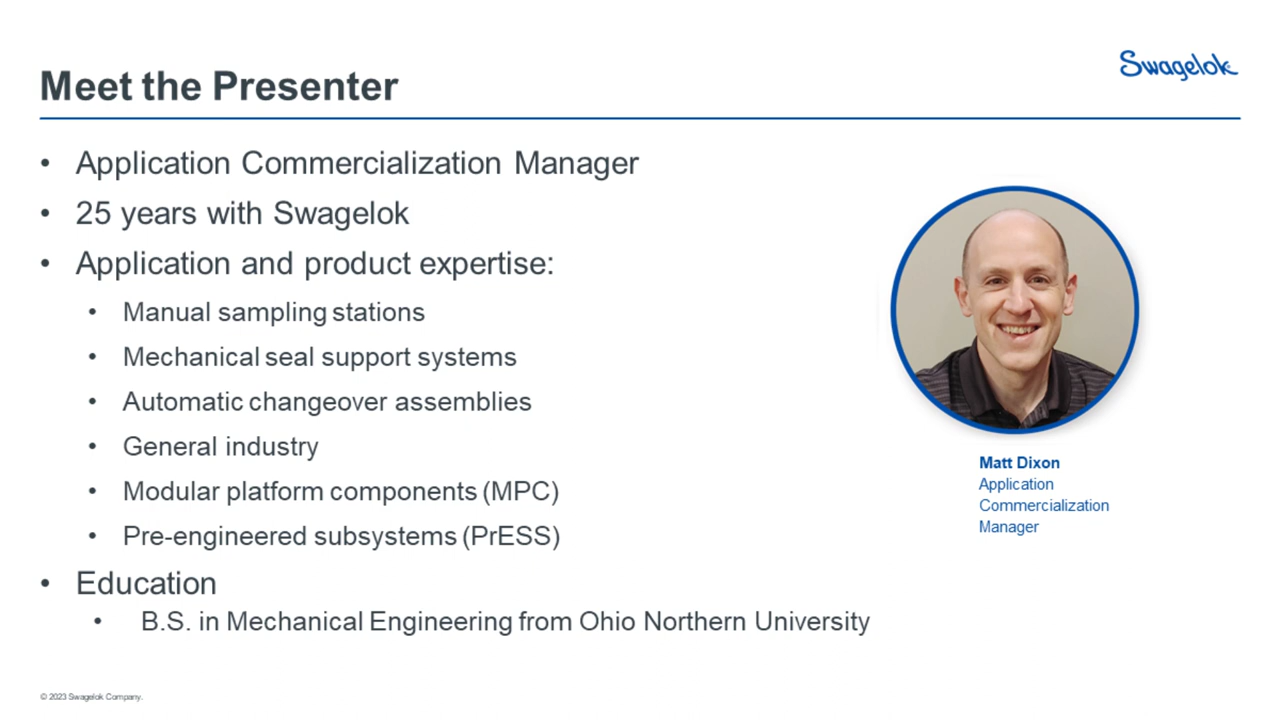 Swagelok
Meet the Presenter
• Application Commercialization Manager
• 25 years with Swagelok
• Application and product expertise:
• Manual sampling stations
• Mechanical seal support systems
• Automatic changeover assemblies
• General industry
• Modular platform components (MPC)
• Pre-engineered subsystems (PrESS)
• Education
• B.S. in Mechanical Engineering from Ohio Northern University
Matt Dixon
Application
Commercialization
Manager
© 2023 Swagelok Company.